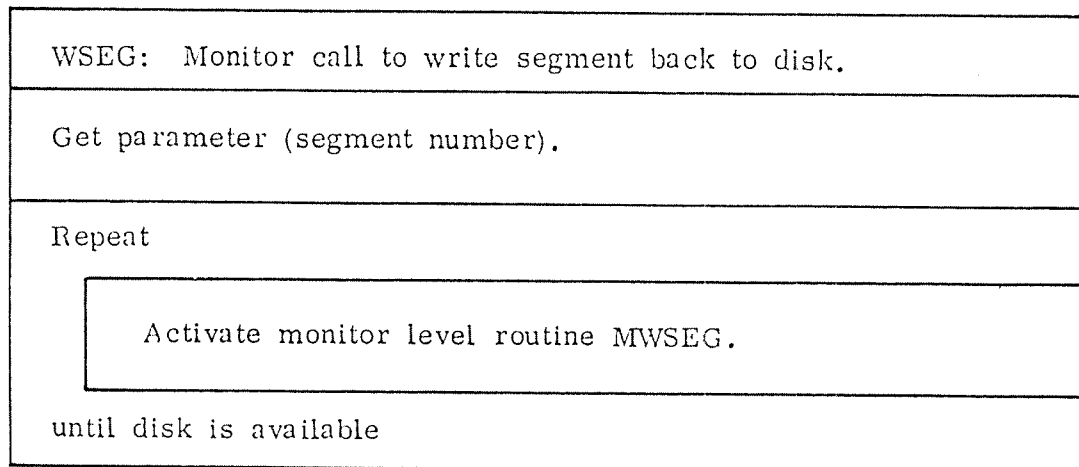 WSEG: Monitor call to write segment back to disk.
Get parameter (segment number).
Repeat
Activate monitor level routine MWSEG.
until disk is available